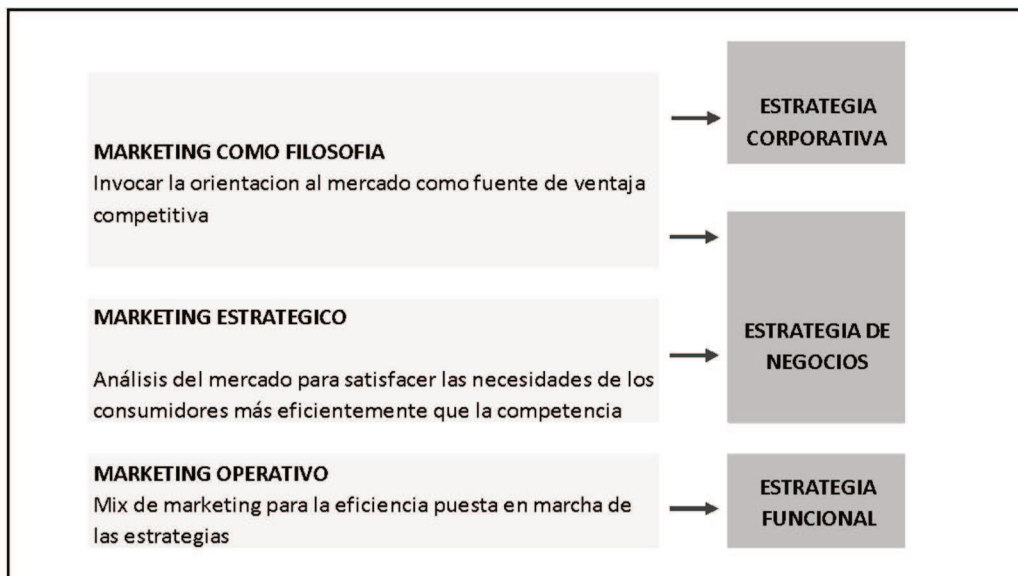 MARKETING COMO FILOSOFIA
Invocar la orientacion al mercado como fuente de ventaja
competitiva
ESTRATEGIA
CORPORATIVA
MARKETING ESTRATEGICO
Análisis del mercado para satisfacer las necesidades de los
consumidores más eficientemente que la competencia
ESTRATEGIA DE
NEGOCIOS
MARKETING OPERATIVO
Mix de marketing para la eficiencia puesta en marcha de
las estrategias
ESTRATEGIA
FUNCIONAL